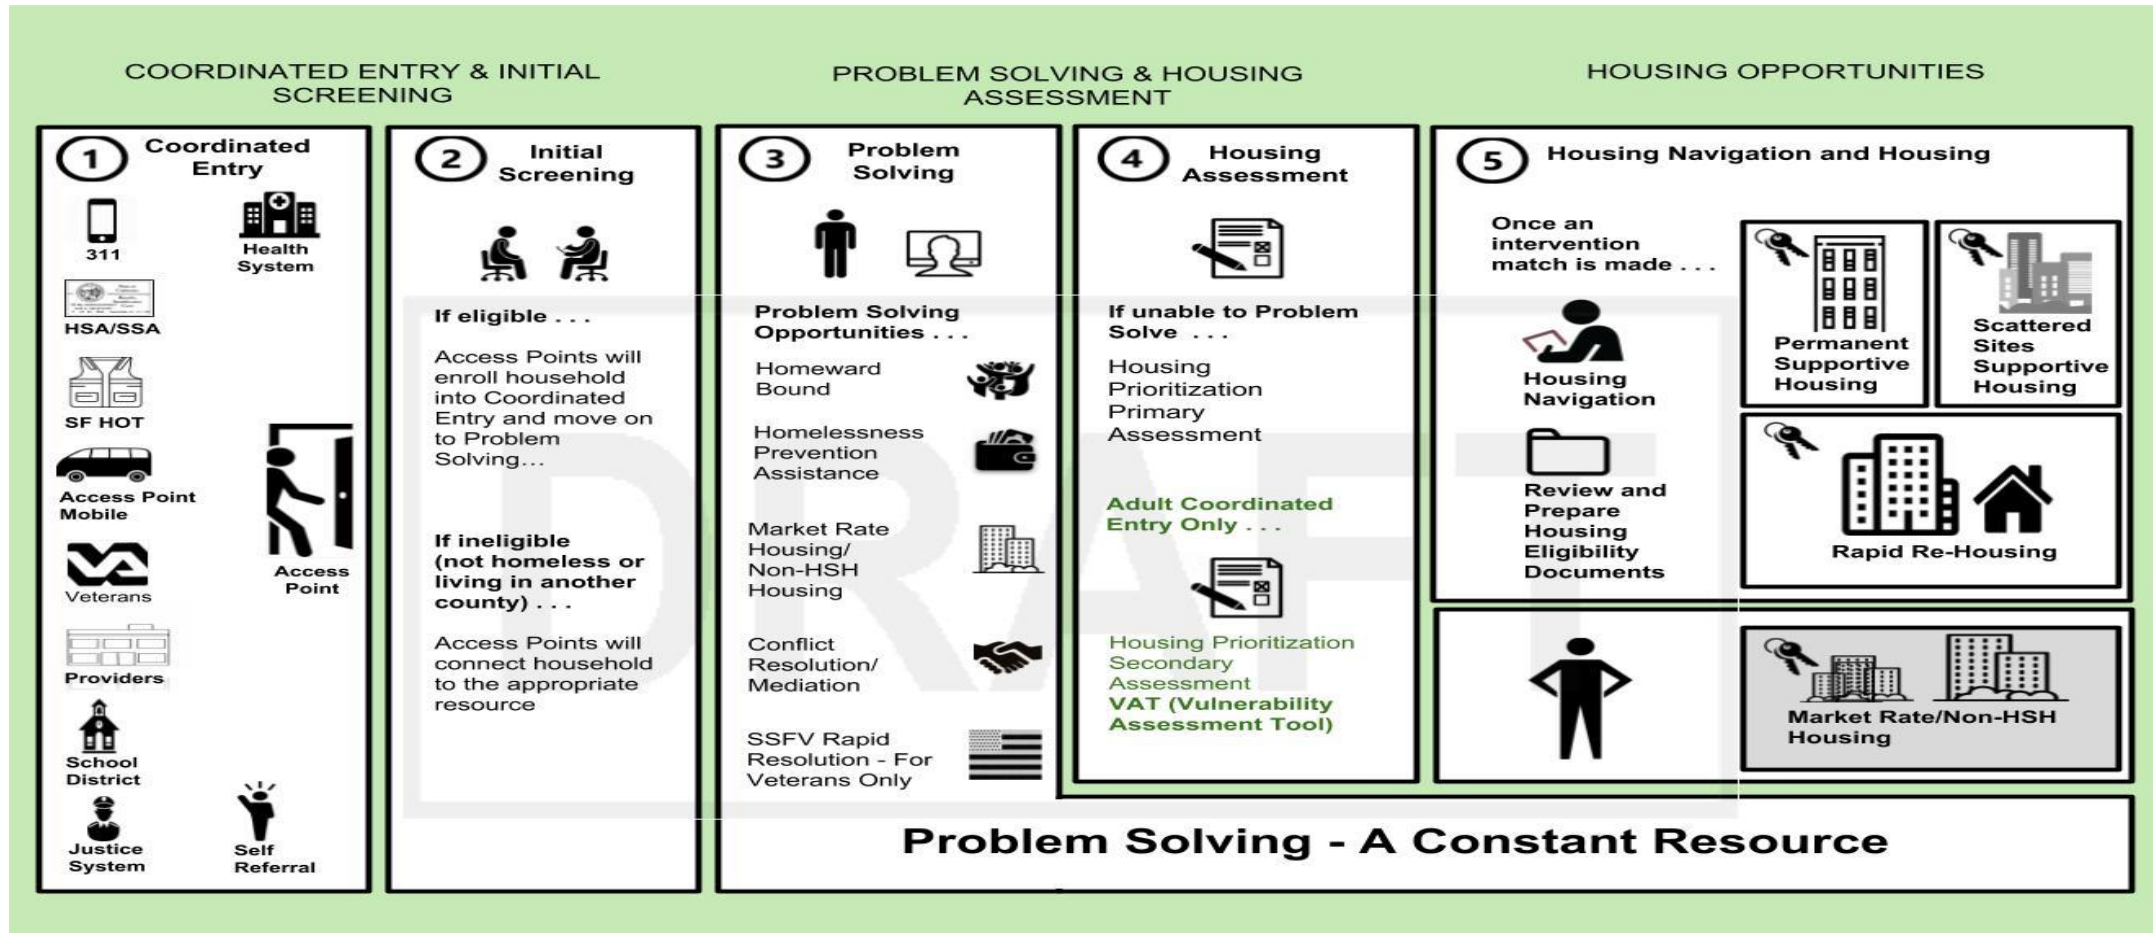 COORDINATED ENTRY & INITIAL
SCREENING
PROBLEM SOLVING & HOUSING
ASSESSMENT
HOUSING OPPORTUNITIES
1
Coordinated
Entry
311
Health
System
HSA/SSA
SF HOT
Access Point
Mobile
Veterans
Access
Point
Providers
School
District
Justice
System
Self
Referral
2
Initial
Screening
If eligible . . .
Access Points will
enroll household
into Coordinated
Entry and move on
to Problem
Solving...
If ineligible
(not homeless or
living in another
county) . . .
Access Points will
connect household
to the appropriate
resource
3
Problem
Solving
Problem Solving
Opportunities . . .
Homeward
Bound
Homelessness
Prevention
Assistance
Market Rate
Housing/
Non-HSH
Housing
Conflict
Resolution/
Mediation
SSFV Rapid
Resolution - For
Veterans Only
4
Housing
Assessment
If unable to Problem
Solve . . .
Housing
Prioritization
Primary
Assessment
Adult Coordinated
Entry Only . . .
Housing Prioritization
Secondary
Assessment
VAT (Vulnerability
Assessment Tool)
5
Housing Navigation and Housing
Once an
intervention
match is made . . .
Housing
Navigation
Review and
Prepare
Housing
Eligibility
Documents
Permanent
Supportive
Housing
Scattered
Sites
Supportive
Housing
Rapid Re-Housing
Market Rate/Non-HSH
Housing
Problem Solving - A Constant Resource
DRAFT